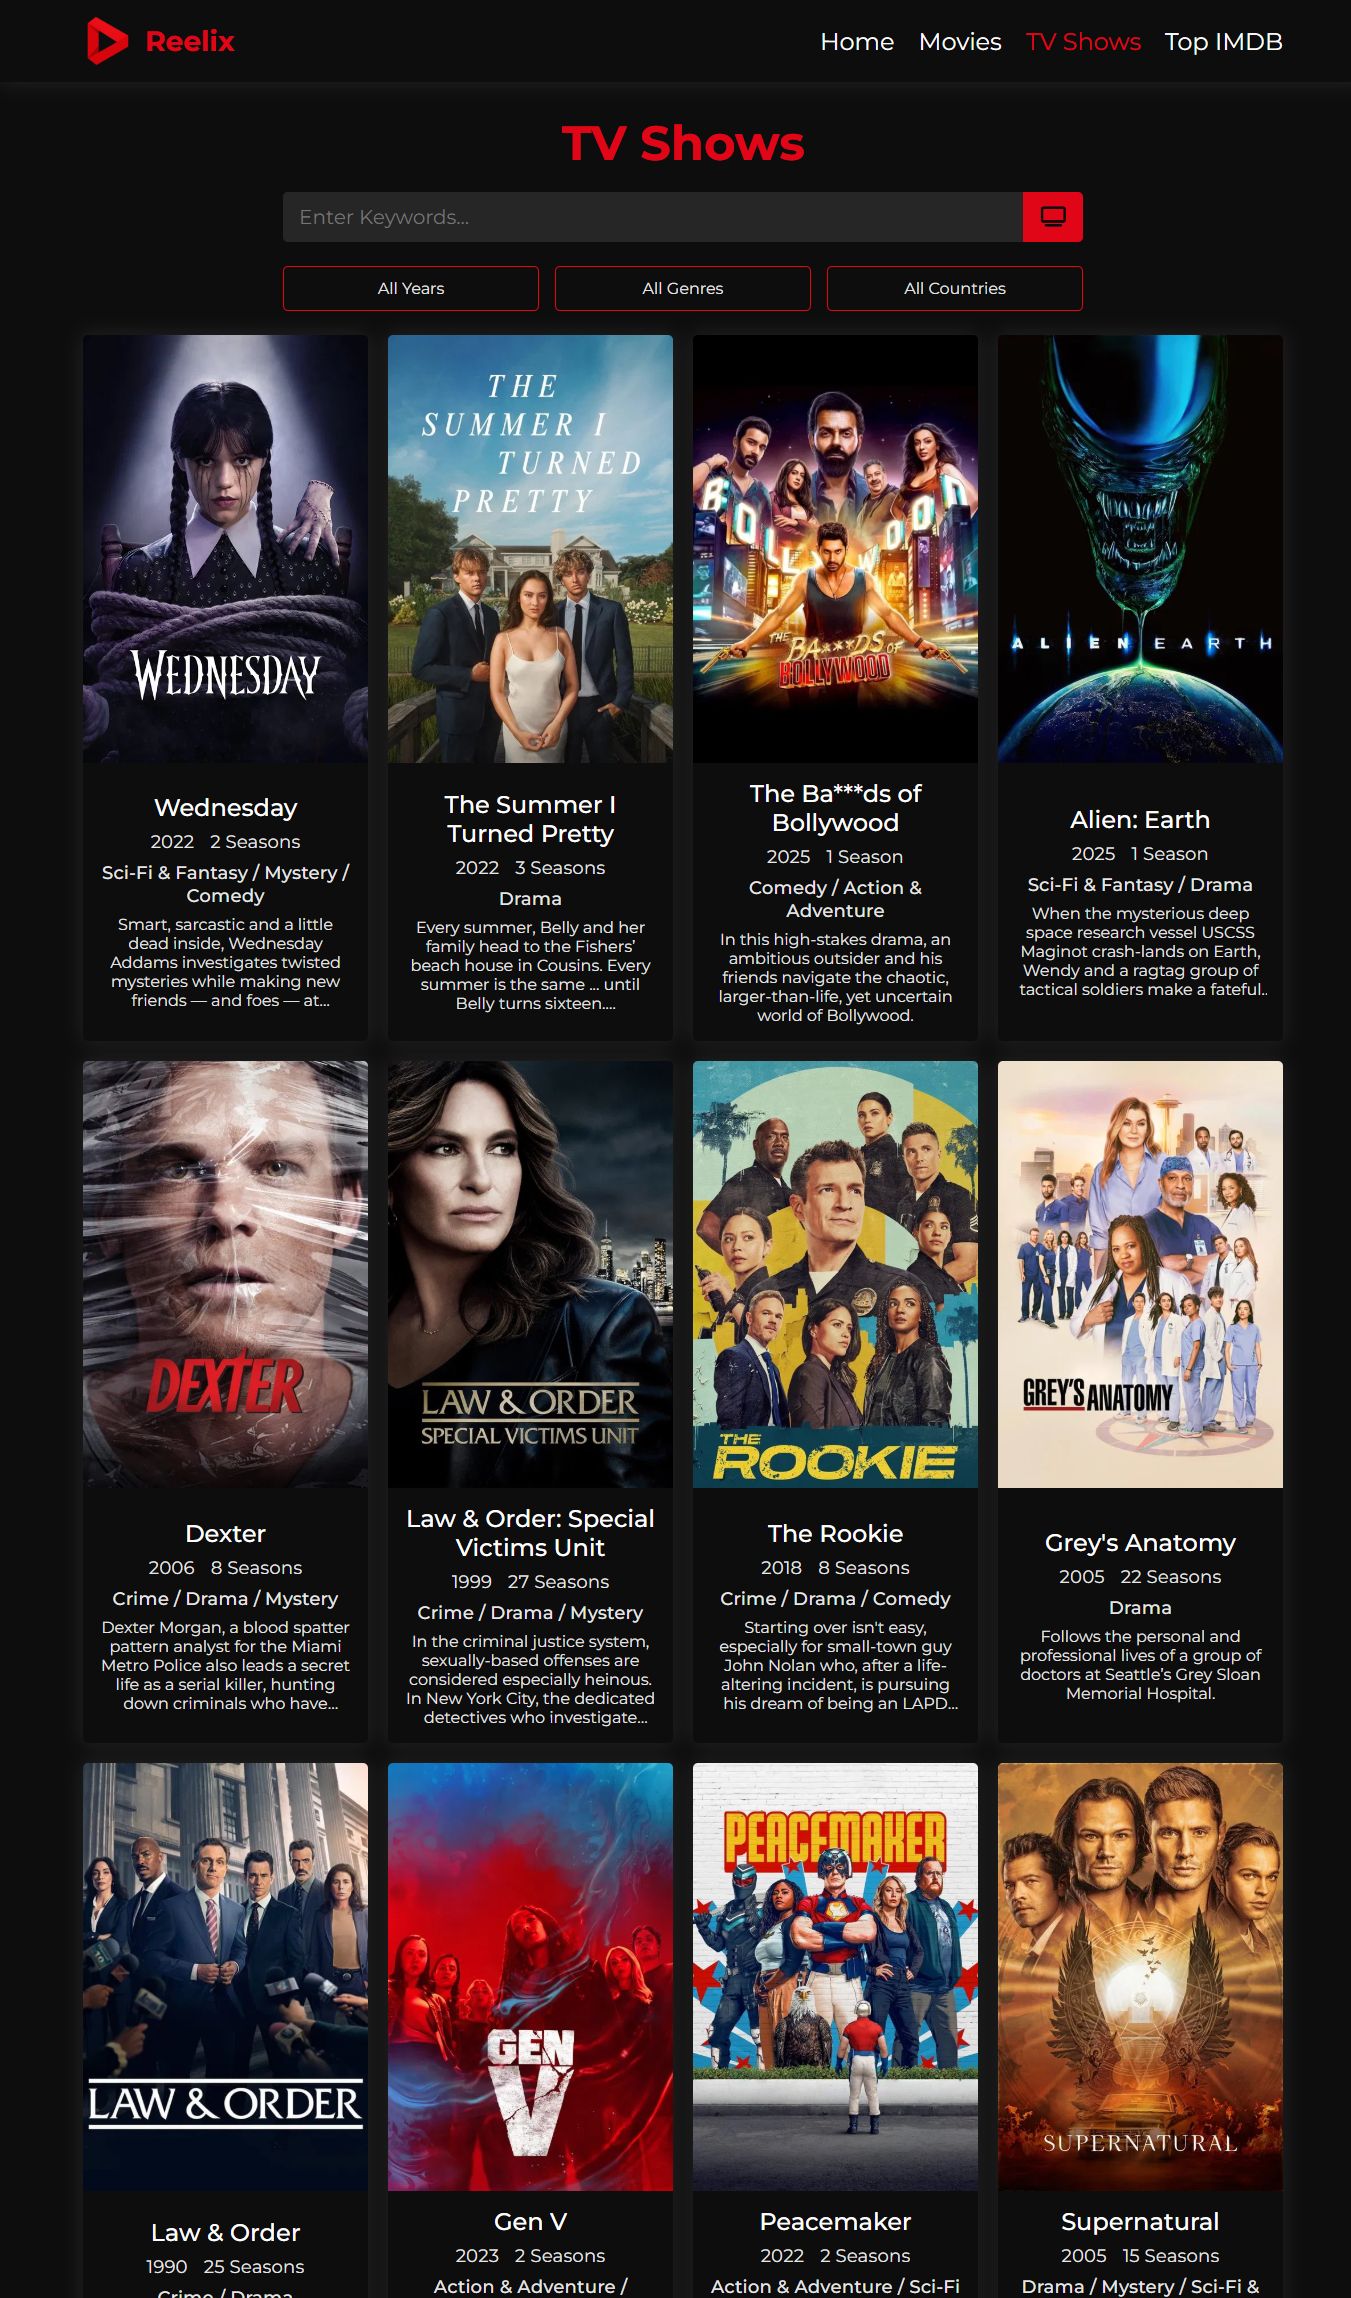 Reelix
Home Movies TV Shows Top IMDB
TV Shows
Enter Keywords...
All Years All Genres All Countries
THE
SUMMER I
TURNED
PRETTY
WEDNESDAY
BOLLYWOOD
THE
BA***DS OF
BOLLYWOOD
ALIEN EARTH
Wednesday
2022 2 Seasons
Sci-Fi & Fantasy / Mystery /
Comedy
Smart, sarcastic and a little
dead inside, Wednesday
Addams investigates twisted
mysteries while making new
friends — and foes — at...
The Summer I
Turned Pretty
2022 3 Seasons
Drama
Every summer, Belly and her
family head to the Fishers’
beach house in Cousins. Every
summer is the same ... until
Belly turns sixteen....
The Ba***ds of
Bollywood
2025 1 Season
Comedy / Action &
Adventure
In this high-stakes drama, an
ambitious outsider and his
friends navigate the chaotic,
larger-than-life, yet uncertain
world of Bollywood.
Alien: Earth
2025 1 Season
Sci-Fi & Fantasy / Drama
When the mysterious deep
space research vessel USCSS
Maginot crash-lands on Earth,
Wendy and a ragtag group of
tactical soldiers make a fateful..
DEXTER
LAW & ORDER
SPECIAL VICTIMS UNIT
THE
ROOKIE
GREY'S ANATOMY
Dexter
2006 8 Seasons
Crime / Drama / Mystery
Dexter Morgan, a blood spatter
pattern analyst for the Miami
Metro Police also leads a secret
life as a serial killer, hunting
down criminals who have...
Law & Order: Special
Victims Unit
1999 27 Seasons
Crime / Drama / Mystery
In the criminal justice system,
sexually-based offenses are
considered especially heinous.
In New York City, the dedicated
detectives who investigate...
The Rookie
2018 8 Seasons
Crime / Drama / Comedy
Starting over isn't easy,
especially for small-town guy
John Nolan who, after a life-
altering incident, is pursuing
his dream of being an LAPD...
Grey's Anatomy
2005 22 Seasons
Drama
Follows the personal and
professional lives of a group of
doctors at Seattle’s Grey Sloan
Memorial Hospital.
LAW & ORDER
GEN
V
PEACEMAKER
SUPERNATURAL
Law & Order
1990 25 Seasons
Crime / Drama
Gen V
2023 2 Seasons
Action & Adventure /
Peacemaker
2022 2 Seasons
Action & Adventure / Sci-Fi
Supernatural
2005 15 Seasons
Drama / Mystery / Sci-Fi &